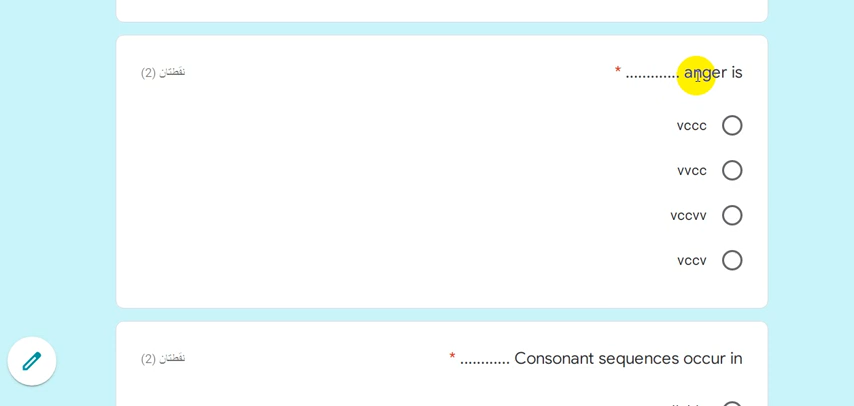 anger is ............. *
نقطتان (2)
vccc
vvcc
vccvv
vccv
Consonant sequences occur in ............ *
نقطتان (2)